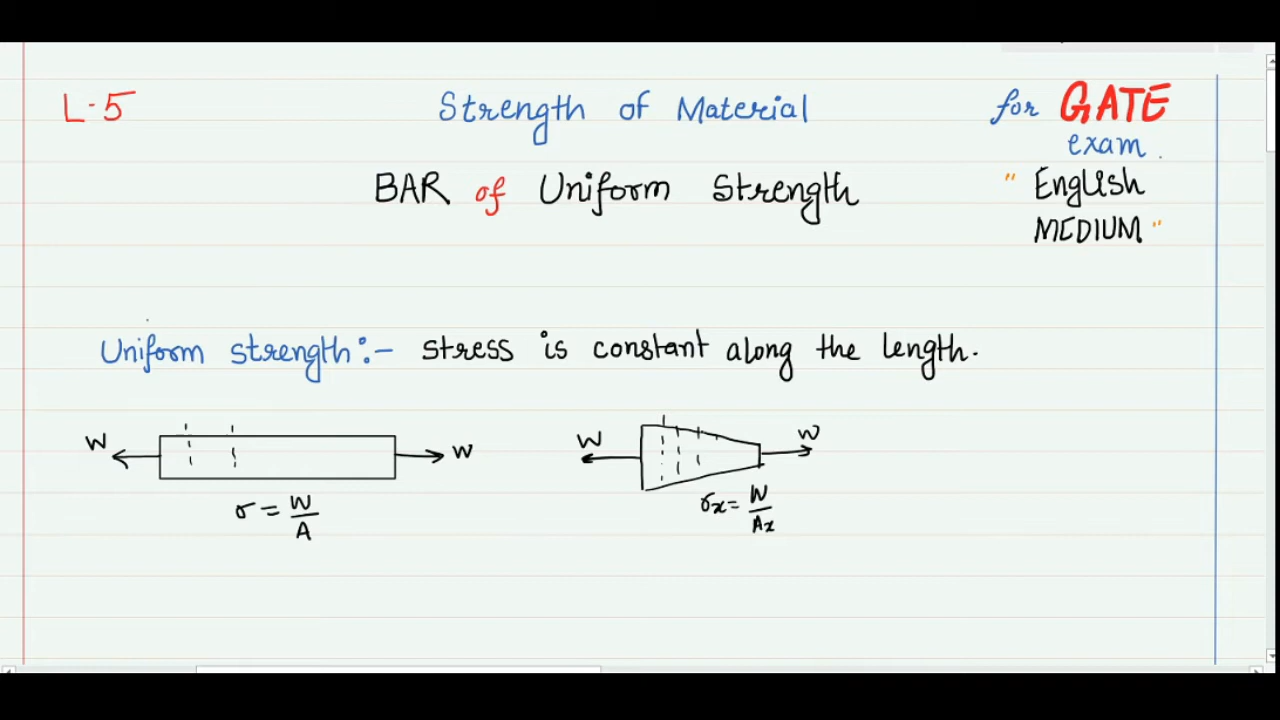 L-5 Strength of Material for GATE
exam
BAR of Uniform Strength " English
MEDIUM "
Uniform strength :- stress is constant along the length.
W W W W
σ = W/A σx = W/Ax